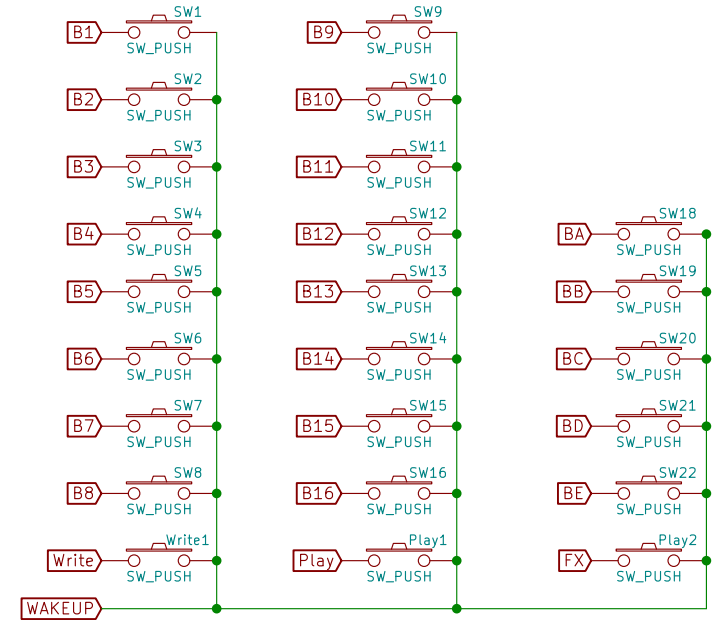 SW1
B1
SW_PUSH
SW2
B2
SW_PUSH
SW3
B3
SW_PUSH
SW4
B4
SW_PUSH
SW5
B5
SW_PUSH
SW6
B6
SW_PUSH
SW7
B7
SW_PUSH
SW8
B8
SW_PUSH
Write1
Write
SW_PUSH
WAKEUP
SW9
B9
SW_PUSH
SW10
B10
SW_PUSH
SW11
B11
SW_PUSH
SW12
B12
SW_PUSH
SW13
B13
SW_PUSH
SW14
B14
SW_PUSH
SW15
B15
SW_PUSH
SW16
B16
SW_PUSH
Play1
Play
SW_PUSH
SW18
BA
SW_PUSH
SW19
BB
SW_PUSH
SW20
BC
SW_PUSH
SW21
BD
SW_PUSH
SW22
BE
SW_PUSH
Play2
FX
SW_PUSH